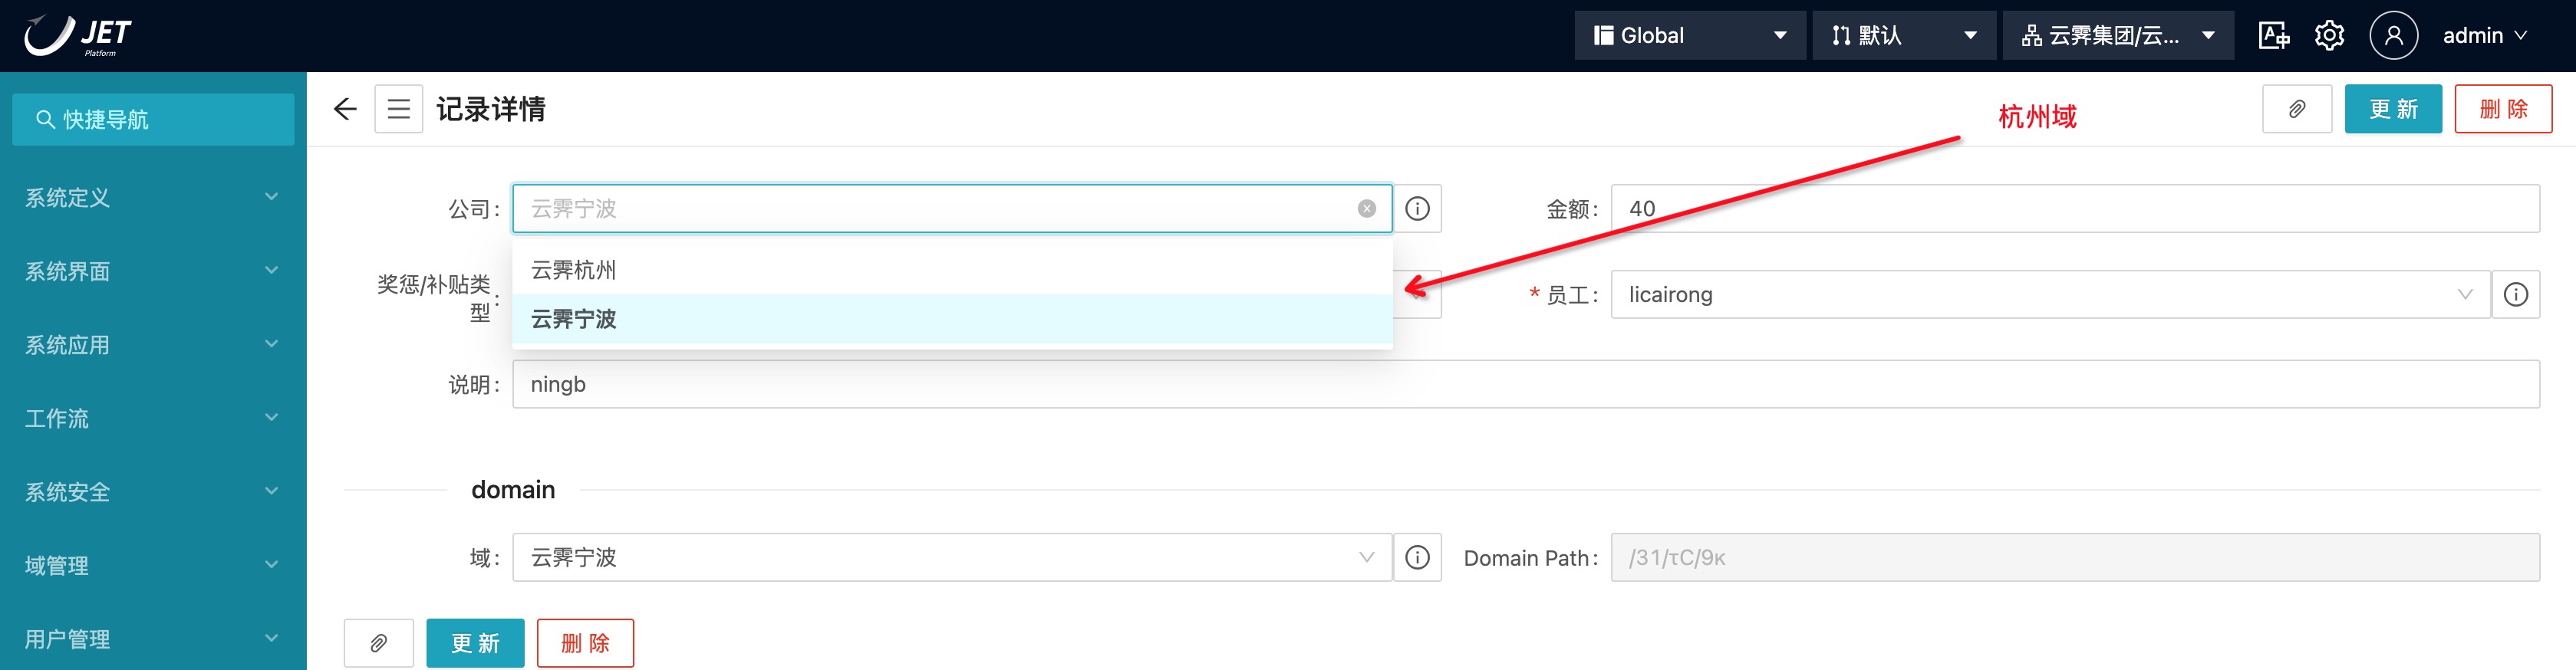 JET
Platform
Global
默认
云霁集团/云...
admin
快捷导航
记录详情
杭州域
更 新
删 除
系统定义
系统界面
系统应用
工作流
系统安全
域管理
用户管理
公司:
云霁宁波
金额:
40
云霁杭州
云霁宁波
奖惩/补贴类
型:
* 员工:
licairong
说明:
ningb
domain
域:
云霁宁波
Domain Path:
/31/τC/9κ
更 新
删 除